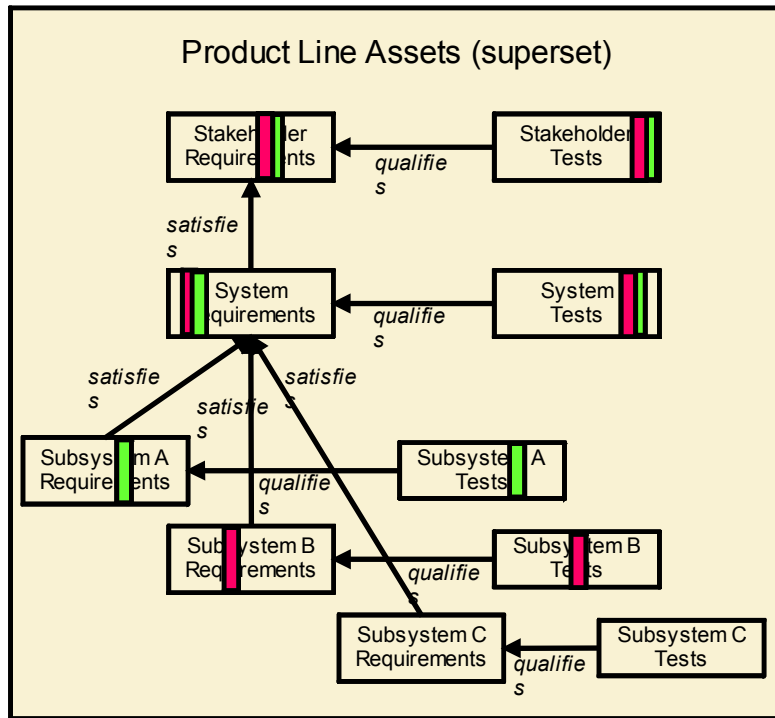 Product Line Assets (superset)
Stakeholder
Requirements
qualifie
s
Stakeholder
Tests
satisfie
s
System
Requirements
qualifie
s
System
Tests
satisfie
s
satisfie
s
satisfie
s
Subsystem A
Requirements
qualifie
s
Subsystem A
Tests
Subsystem B
Requirements
qualifie
s
Subsystem B
Tests
Subsystem C
Requirements
qualifie
s
Subsystem C
Tests